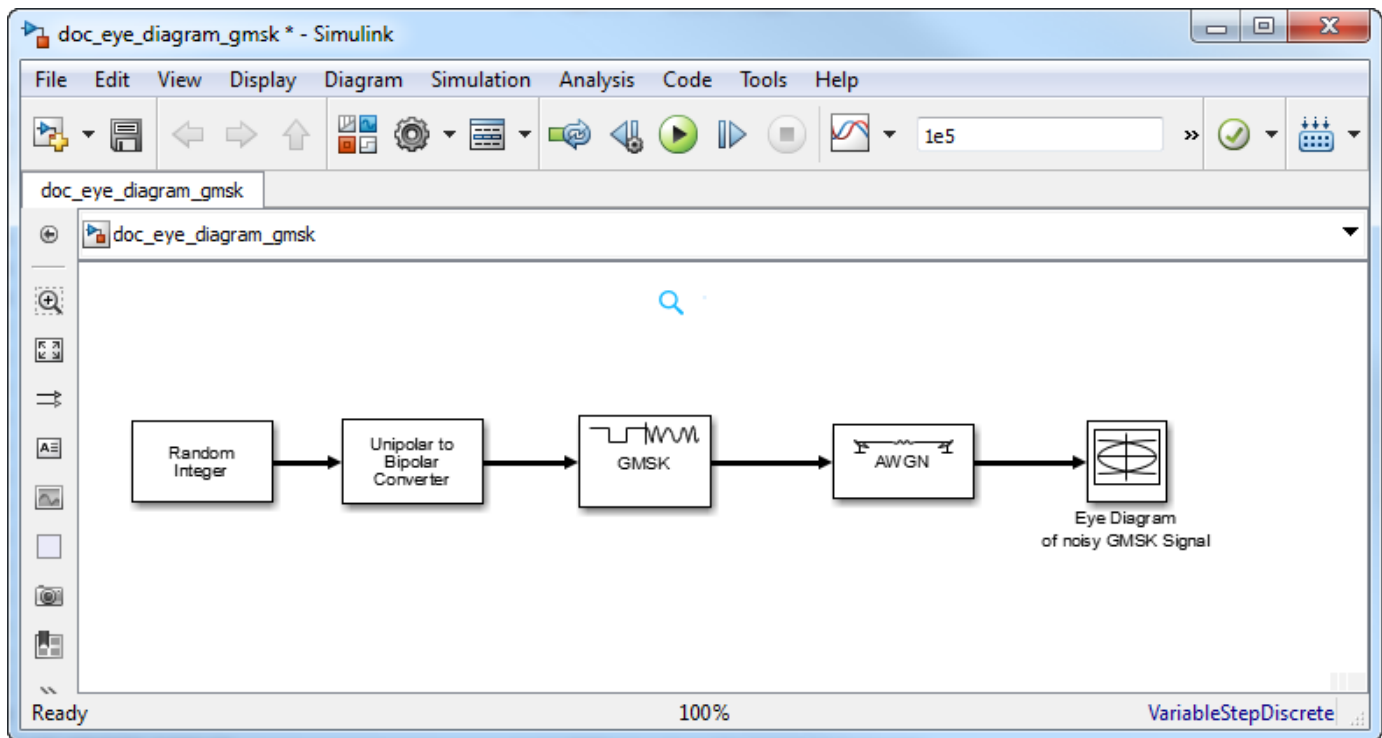 doc_eye_diagram_gmsk * - Simulink
File Edit View Display Diagram Simulation Analysis Code Tools Help
1e5
»
doc_eye_diagram_gmsk
doc_eye_diagram_gmsk
Random
Integer
Unipolar to
Bipolar
Converter
GMSK
AWGN
Eye Diagram
of noisy GMSK Signal
Ready 100% VariableStepDiscrete